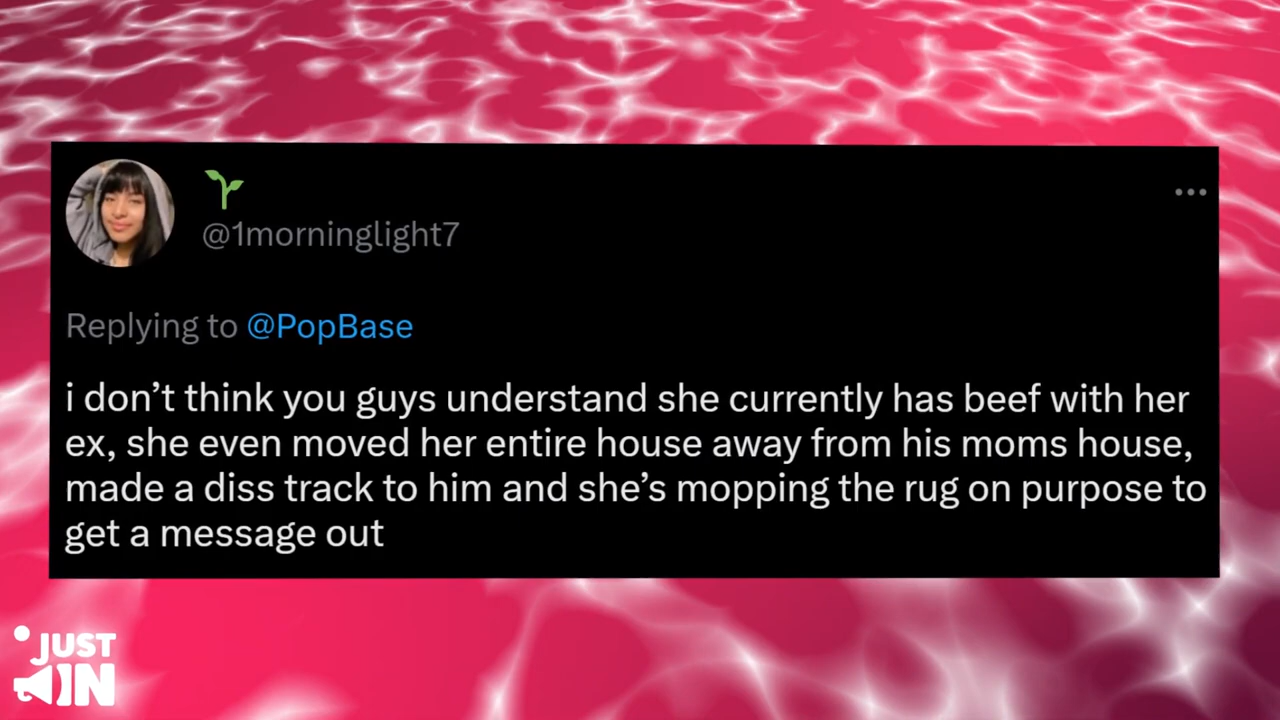 @1morninglight7
Replying to @PopBase
i don’t think you guys understand she currently has beef with her
ex, she even moved her entire house away from his moms house,
made a diss track to him and she’s mopping the rug on purpose to
get a message out
JUST
IN